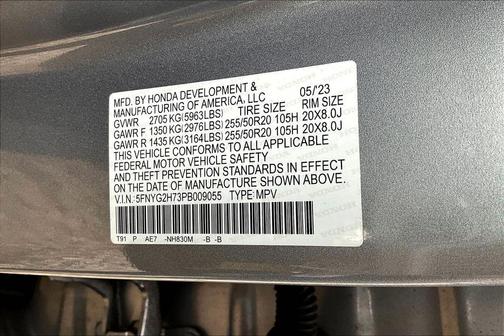 MFD. BY HONDA DEVELOPMENT &
MANUFACTURING OF AMERICA, LLC 05/'23
GVWR 2705 KG (5963LBS) TIRE SIZE RIM SIZE
GAWR F 1350 KG (2976LBS) 255/50R20 105H 20X8.0J
GAWR R 1435 KG (3164LBS) 255/50R20 105H 20X8.0J
THIS VEHICLE CONFORMS TO ALL APPLICABLE
FEDERAL MOTOR VEHICLE SAFETY
AND THEFT PREVENTION STANDARDS IN EFFECT ON THE
DATE OF MANUFACTURE SHOWN ABOVE.
V.I.N.: 5FNYG2H73PB009055 TYPE: MPV
T91 P AE7 -NH830M -B -B